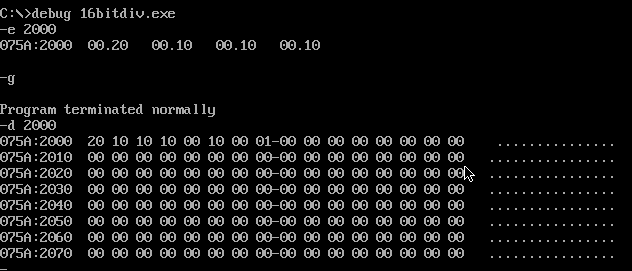 C:\>debug 16bitdiv.exe
-e 2000
075A:2000  00.20   00.10   00.10   00.10
-g
Program terminated normally
-d 2000
075A:2000  20 10 10 10 00 10 00 01-00 00 00 00 00 00 00 00    ...............
075A:2010  00 00 00 00 00 00 00 00-00 00 00 00 00 00 00 00   ................
075A:2020  00 00 00 00 00 00 00 00-00 00 00 00 00 00 00 00   ................
075A:2030  00 00 00 00 00 00 00 00-00 00 00 00 00 00 00 00   ................
075A:2040  00 00 00 00 00 00 00 00-00 00 00 00 00 00 00 00   ................
075A:2050  00 00 00 00 00 00 00 00-00 00 00 00 00 00 00 00   ................
075A:2060  00 00 00 00 00 00 00 00-00 00 00 00 00 00 00 00   ................
075A:2070  00 00 00 00 00 00 00 00-00 00 00 00 00 00 00 00   ................